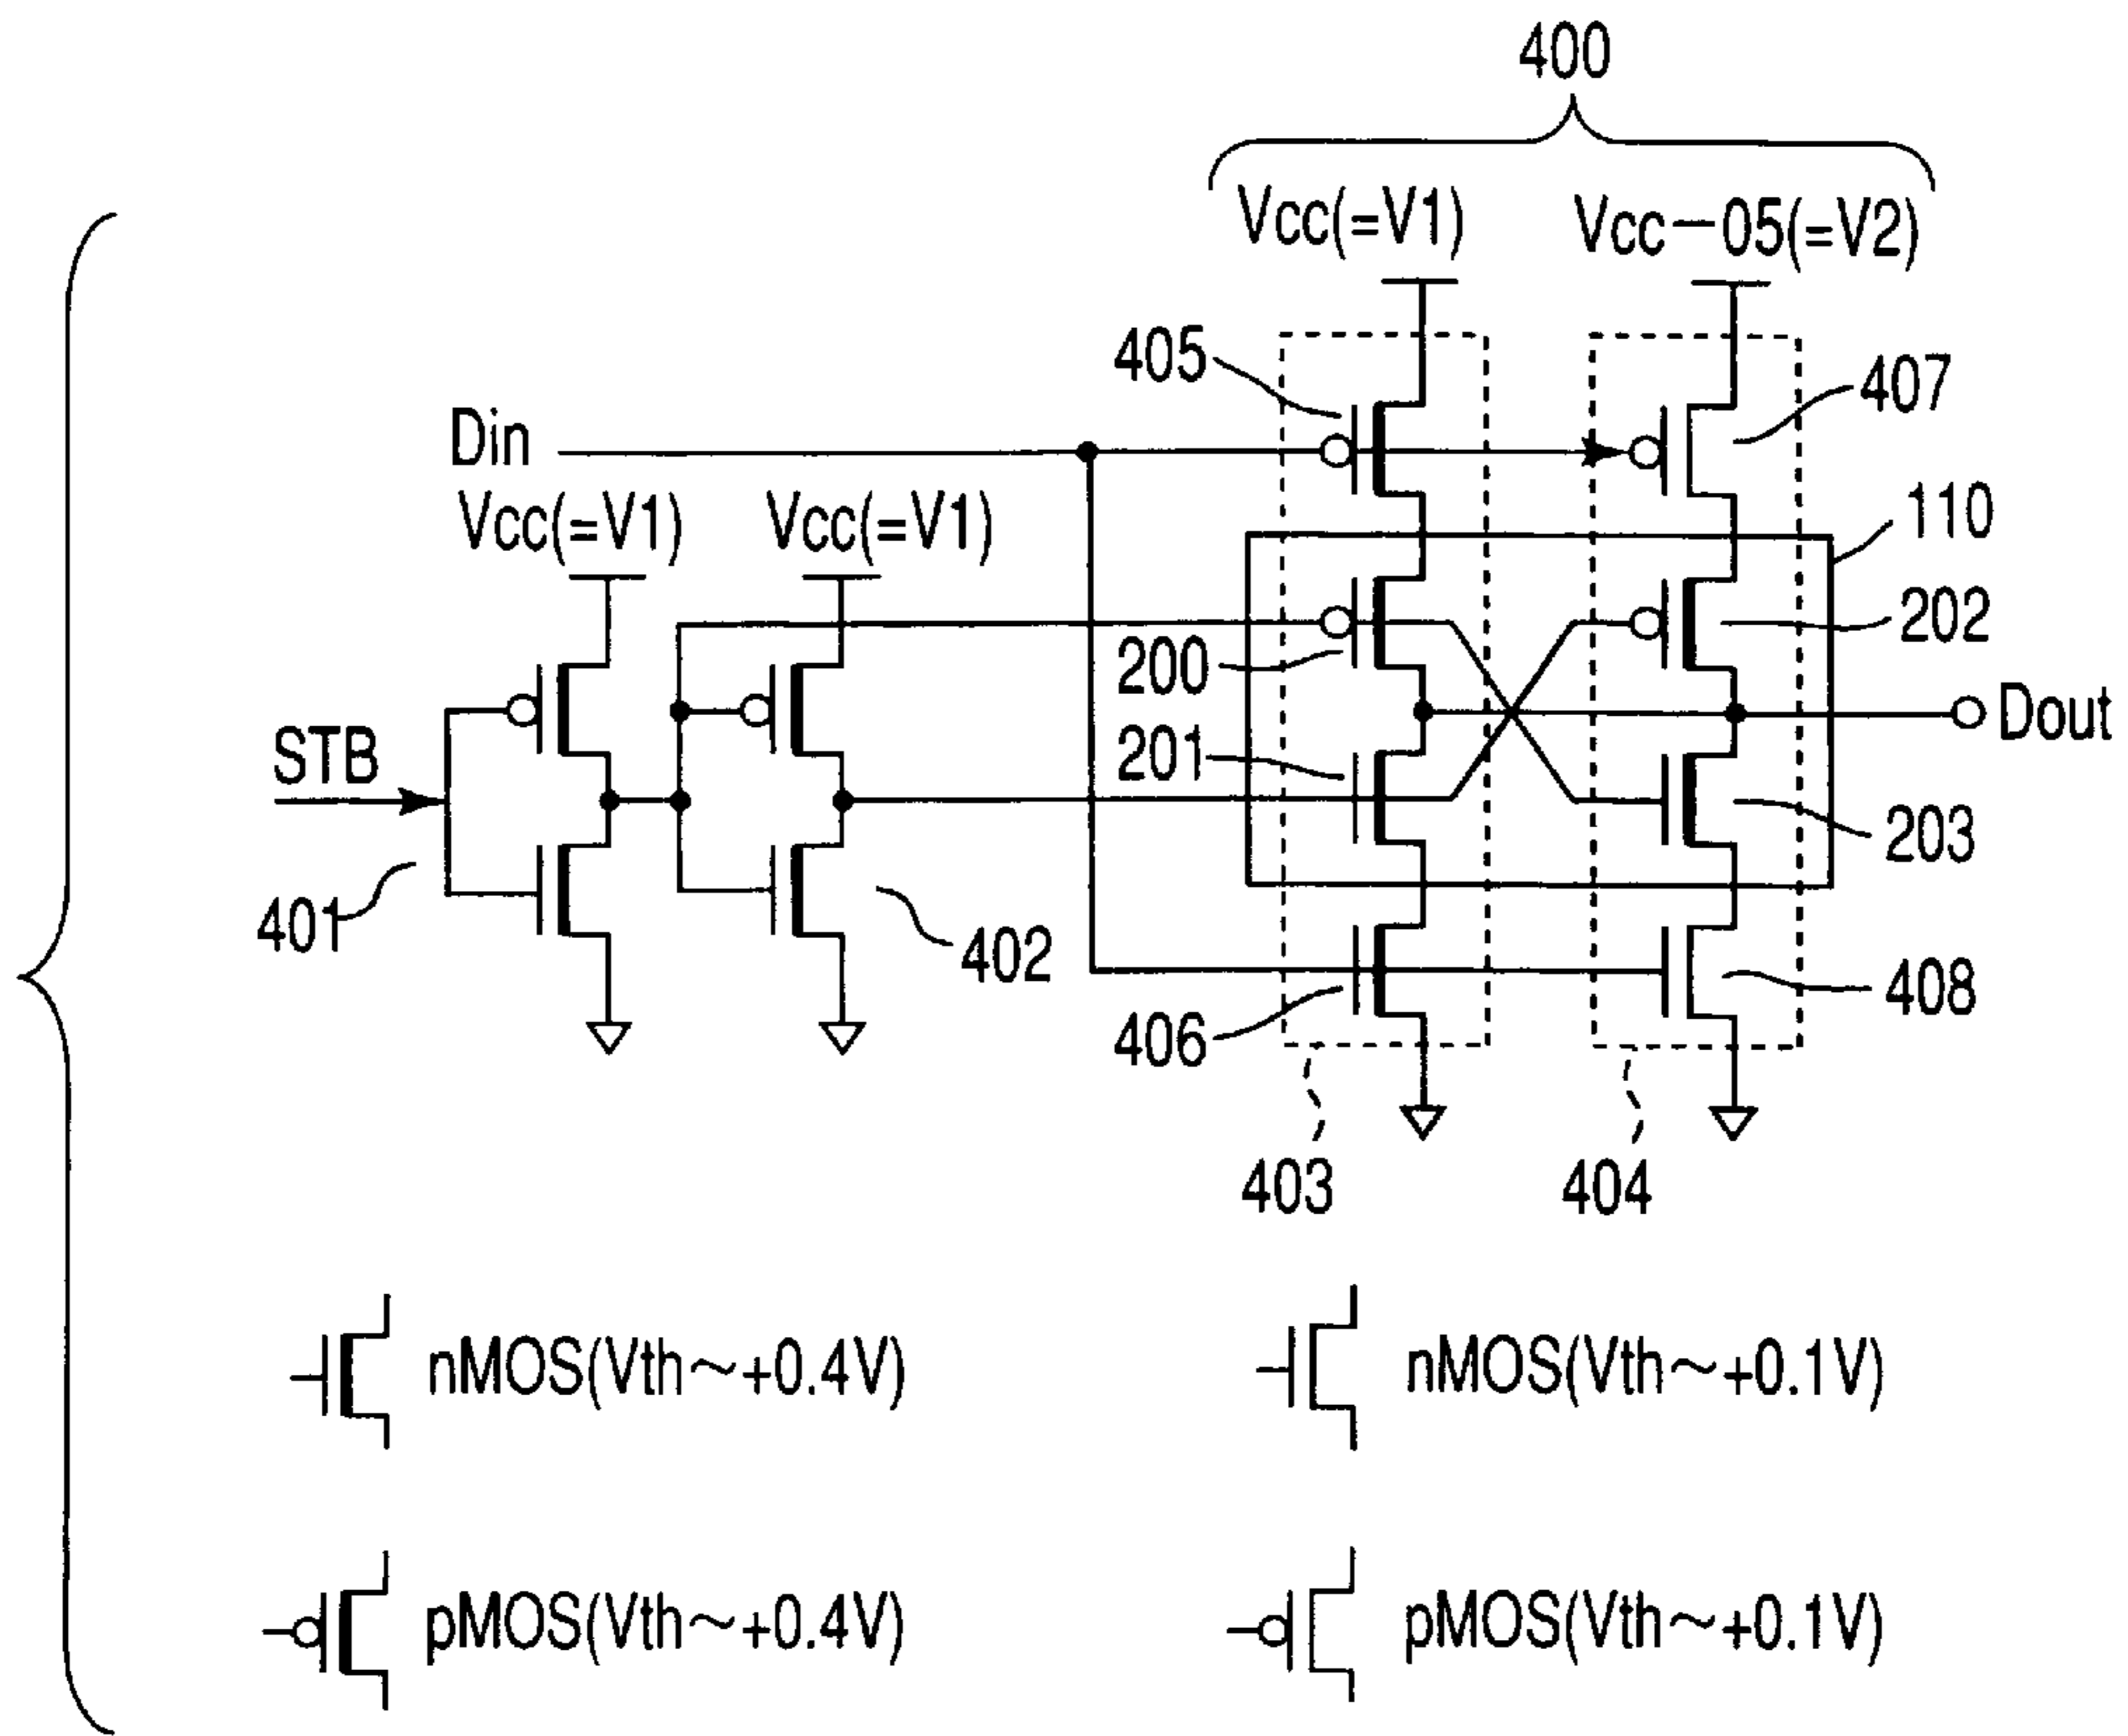 400
Vcc(=V1)
Vcc−05(=V2)
405
407
Din
Vcc(=V1)
Vcc(=V1)
110
200
202
STB
201
Dout
203
401
402
408
406
403
404
nMOS(Vth~+0.4V)
nMOS(Vth~+0.1V)
pMOS(Vth~+0.4V)
pMOS(Vth~+0.1V)